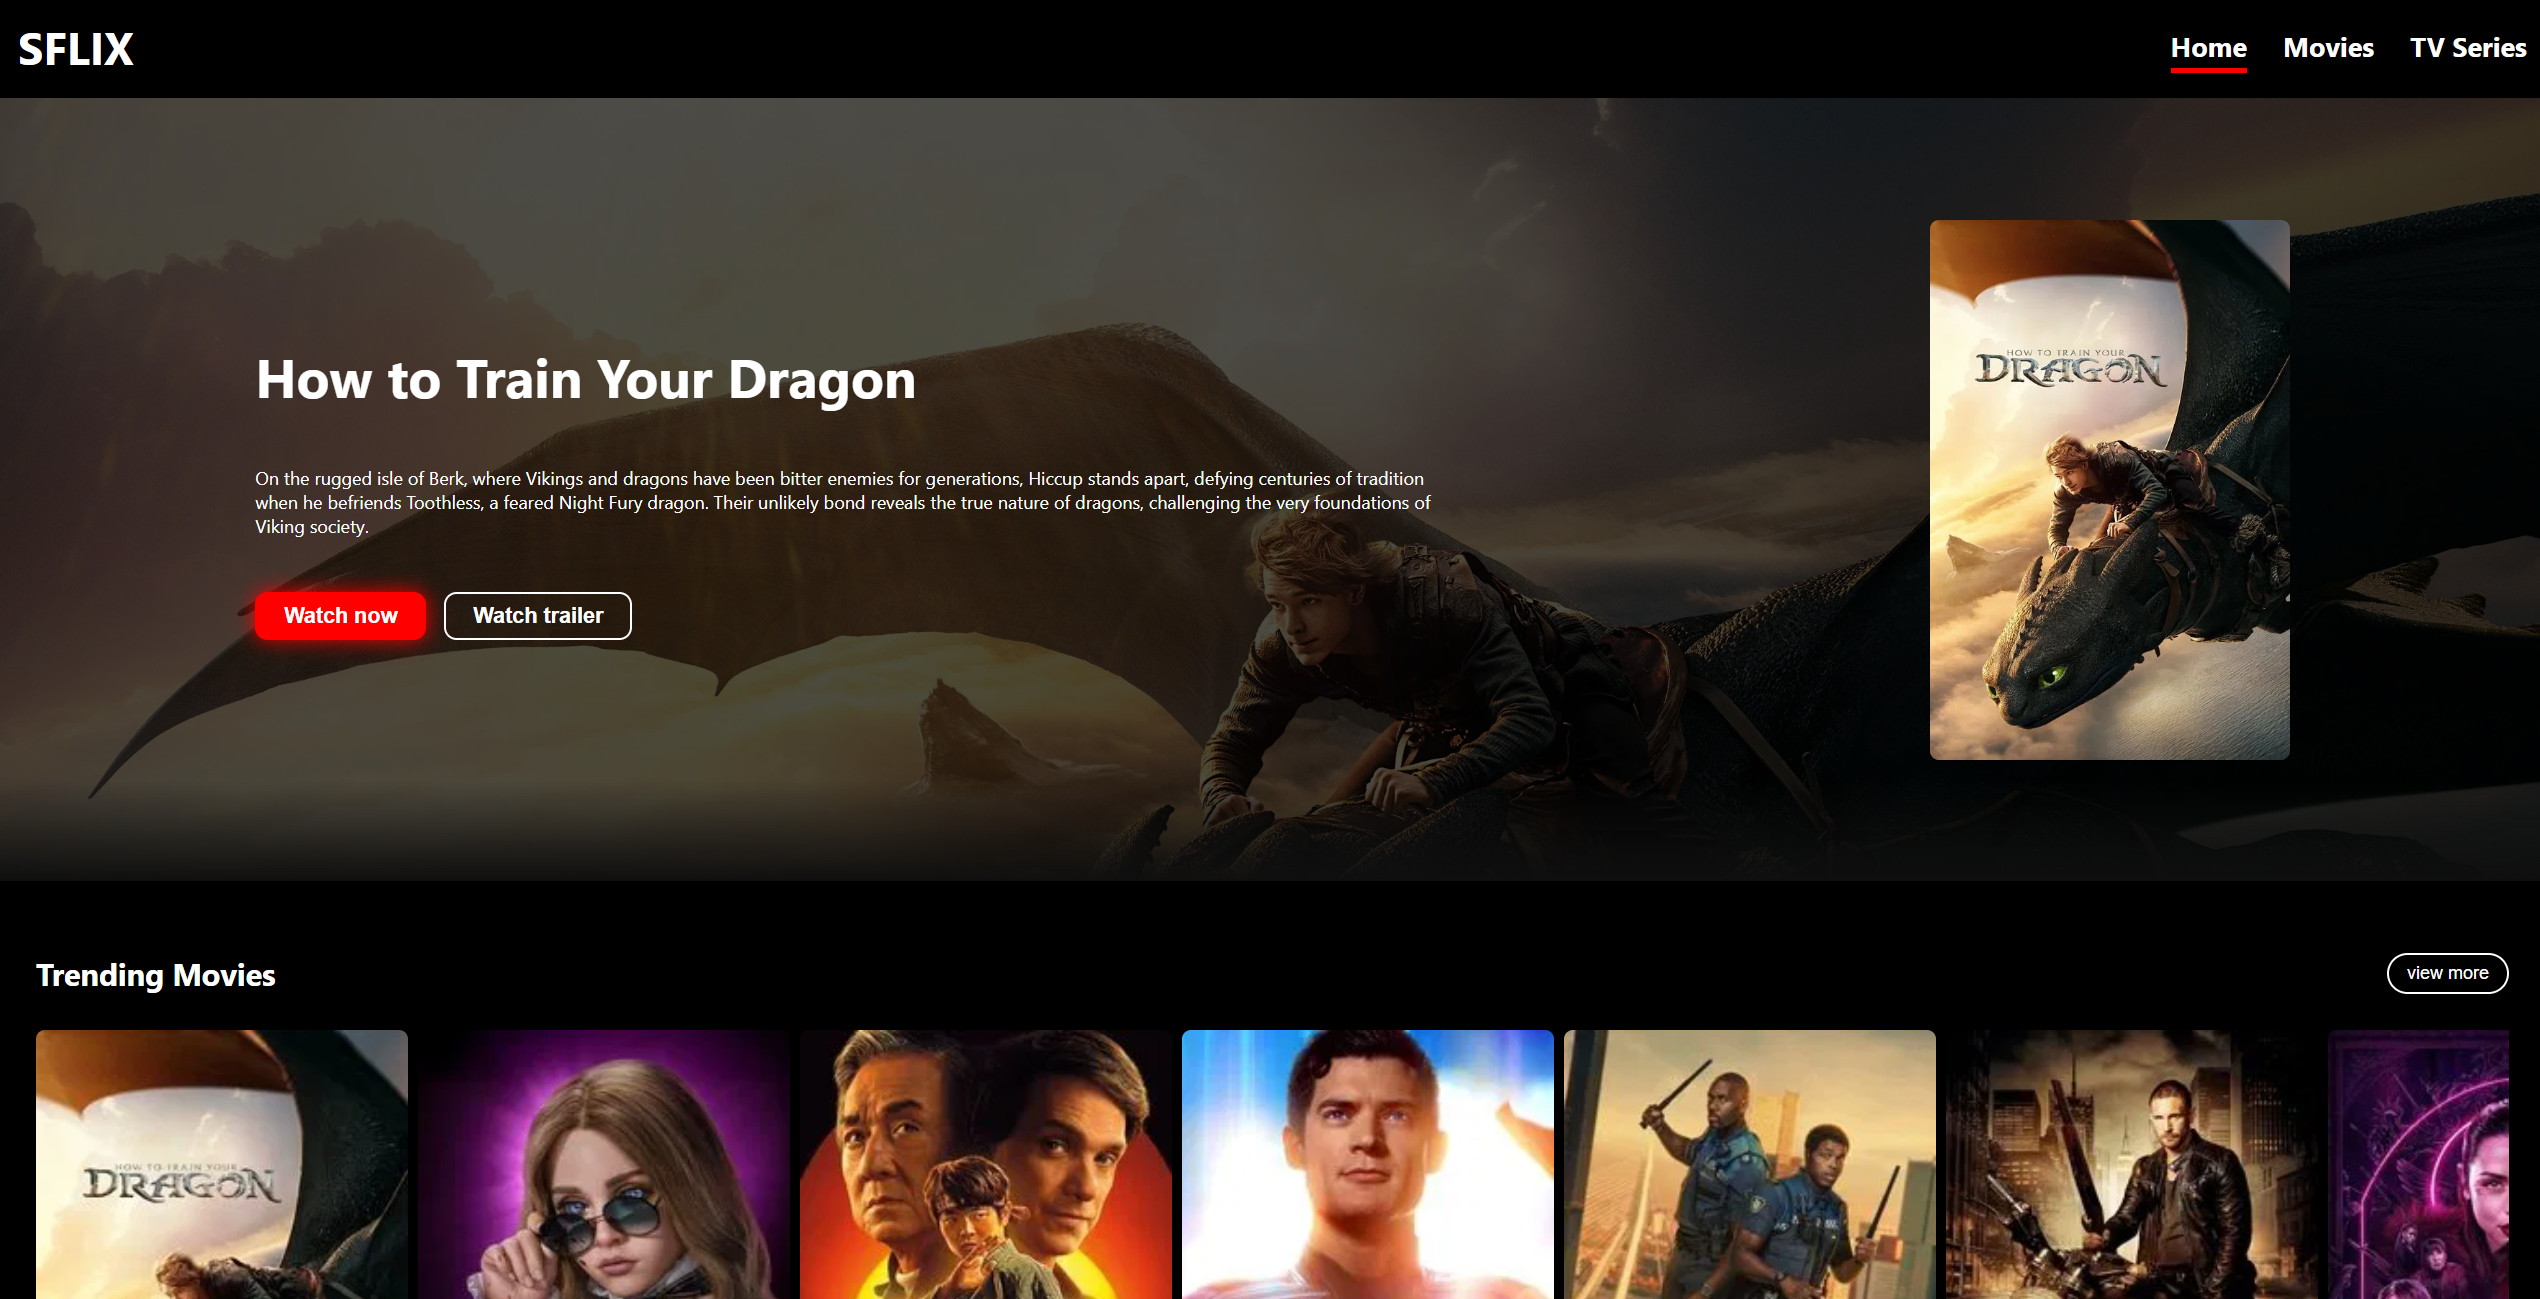 SFLIX
Home
Movies
TV Series
How to Train Your Dragon
On the rugged isle of Berk, where Vikings and dragons have been bitter enemies for generations, Hiccup stands apart, defying centuries of tradition
when he befriends Toothless, a feared Night Fury dragon. Their unlikely bond reveals the true nature of dragons, challenging the very foundations of
Viking society.
Watch now
Watch trailer
HOW TO TRAIN YOUR
DRAGON
Trending Movies
view more
HOW TO TRAIN YOUR
DRAGON